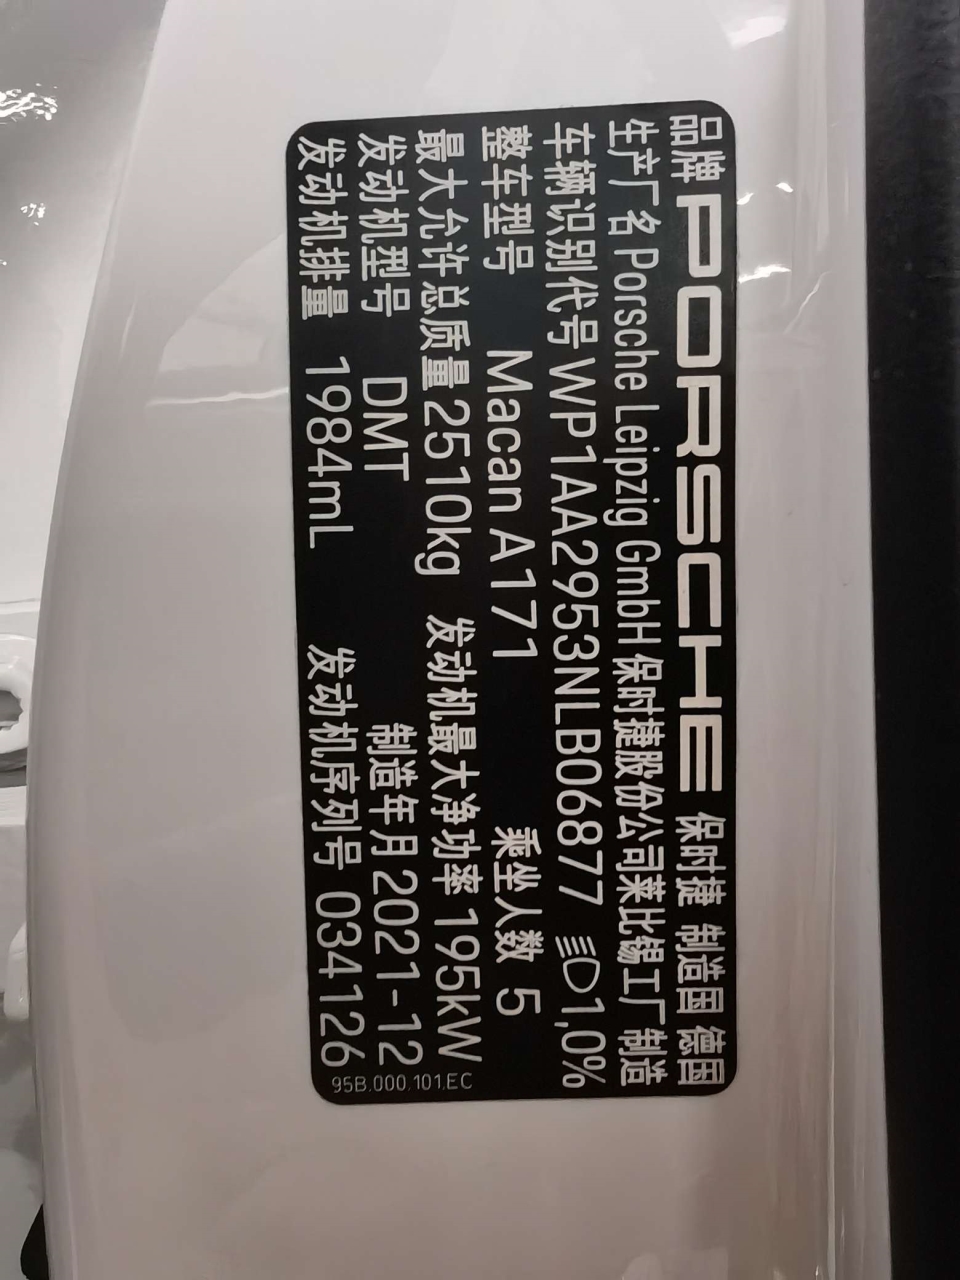 品牌 PORSCHE 保时捷 制造国 德国
生产厂名 Porsche Leipzig GmbH 保时捷股份公司莱比锡工厂 制造
车辆识别代号 WP1AA2953NLB06877 1,0%
整车型号 Macan A171 乘坐人数 5
最大允许总质量 2510kg 发动机最大净功率 195kW
发动机型号 DMT 制造年月 2021-12
发动机排量 1984mL 发动机序列号 034126
95B.000.101.EC